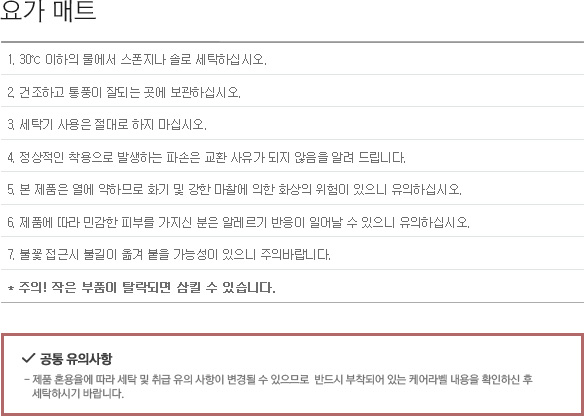 요가 매트
1. 30℃ 이하의 물에서 스폰지나 솔로 세탁하십시오.
2. 건조하고 통풍이 잘되는 곳에 보관하십시오.
3. 세탁기 사용은 절대로 하지 마십시오.
4. 정상적인 착용으로 발생하는 파손은 교환 사유가 되지 않음을 알려 드립니다.
5. 본 제품은 열에 약하므로 화기 및 강한 마찰에 의한 화상의 위험이 있으니 유의하십시오.
6. 제품에 따라 민감한 피부를 가지신 분은 알레르기 반응이 일어날 수 있으니 유의하십시오.
7. 불꽃 접근시 불길이 옮겨 붙을 가능성이 있으니 주의바랍니다.
* 주의! 작은 부품이 탈락되면 삼킬 수 있습니다.
✓ 공통 유의사항
- 제품 혼용율에 따라 세탁 및 취급 유의 사항이 변경될 수 있으므로 반드시 부착되어 있는 케어라벨 내용을 확인하신 후
세탁하시기 바랍니다.